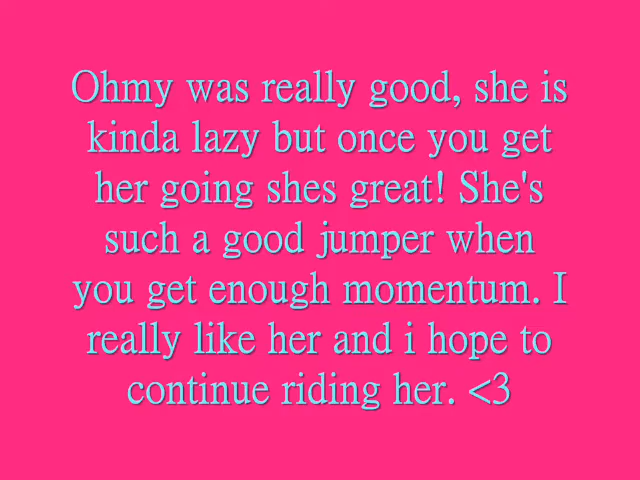 Ohmy was really good, she is
kinda lazy but once you get
her going shes great! She's
such a good jumper when
you get enough momentum. I
really like her and i hope to
continue riding her. <3